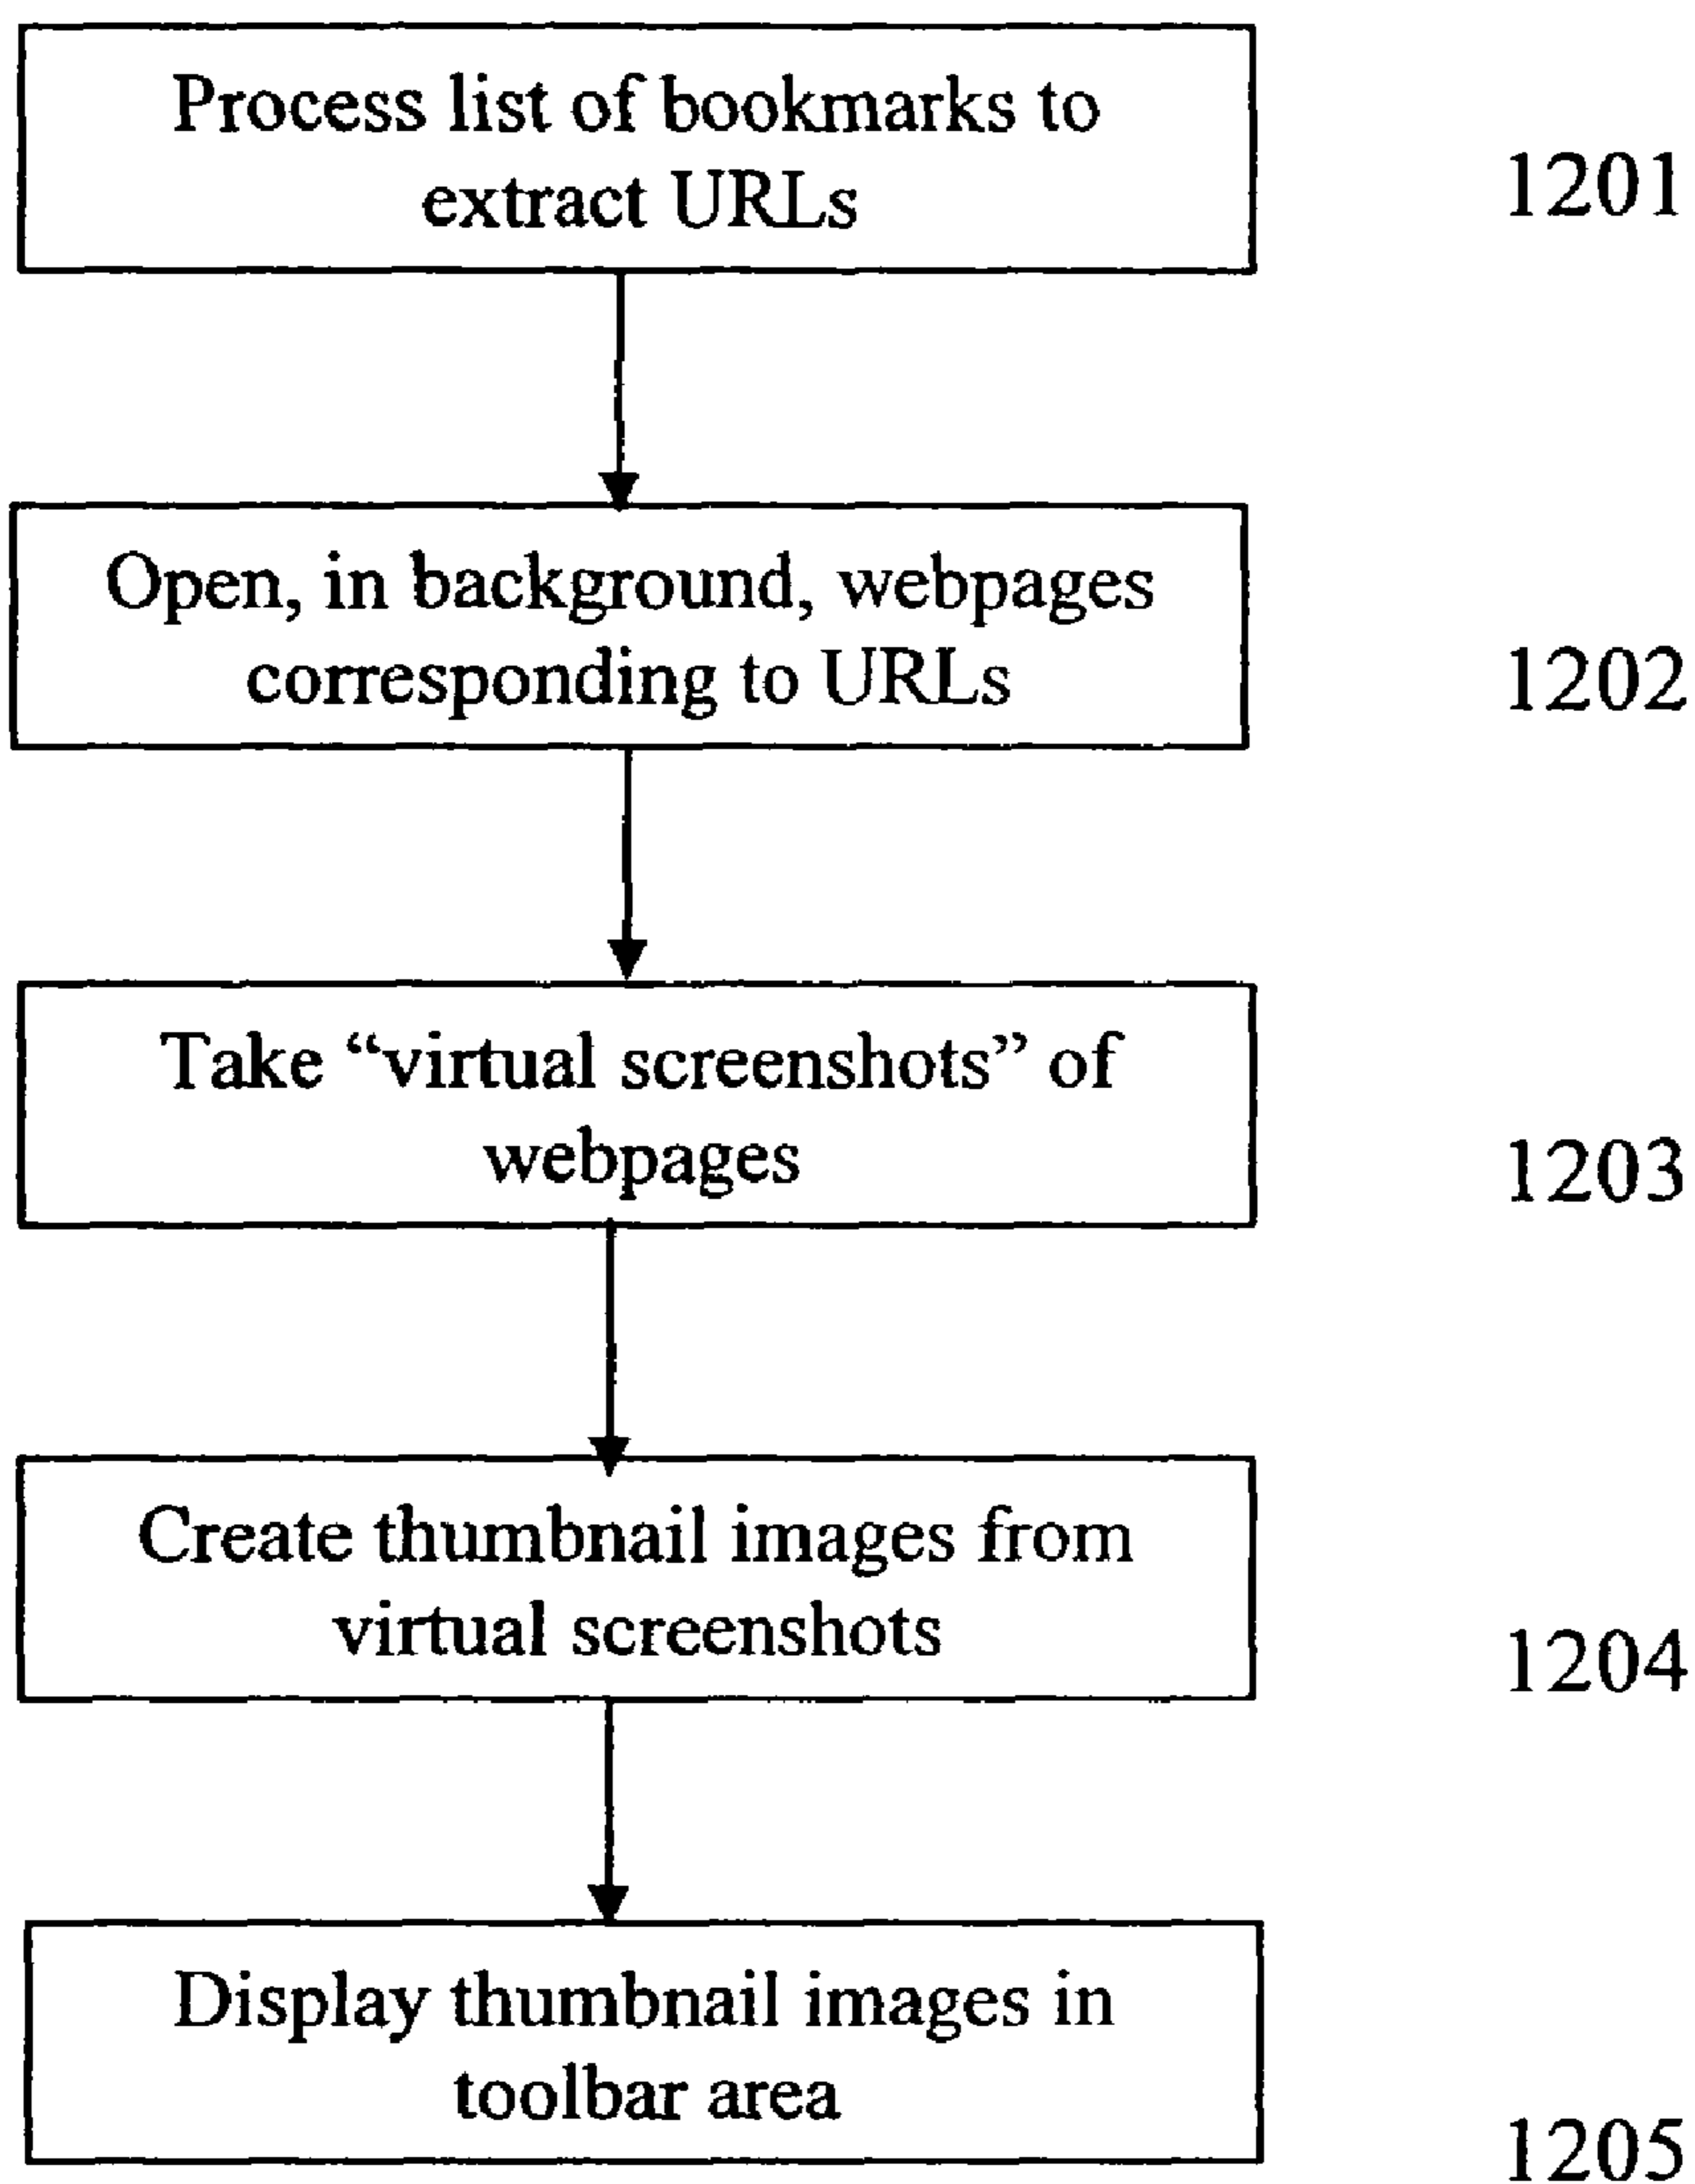 Process list of bookmarks to
extract URLs
1201
Open, in background, webpages
corresponding to URLs
1202
Take “virtual screenshots” of
webpages
1203
Create thumbnail images from
virtual screenshots
1204
Display thumbnail images in
toolbar area
1205